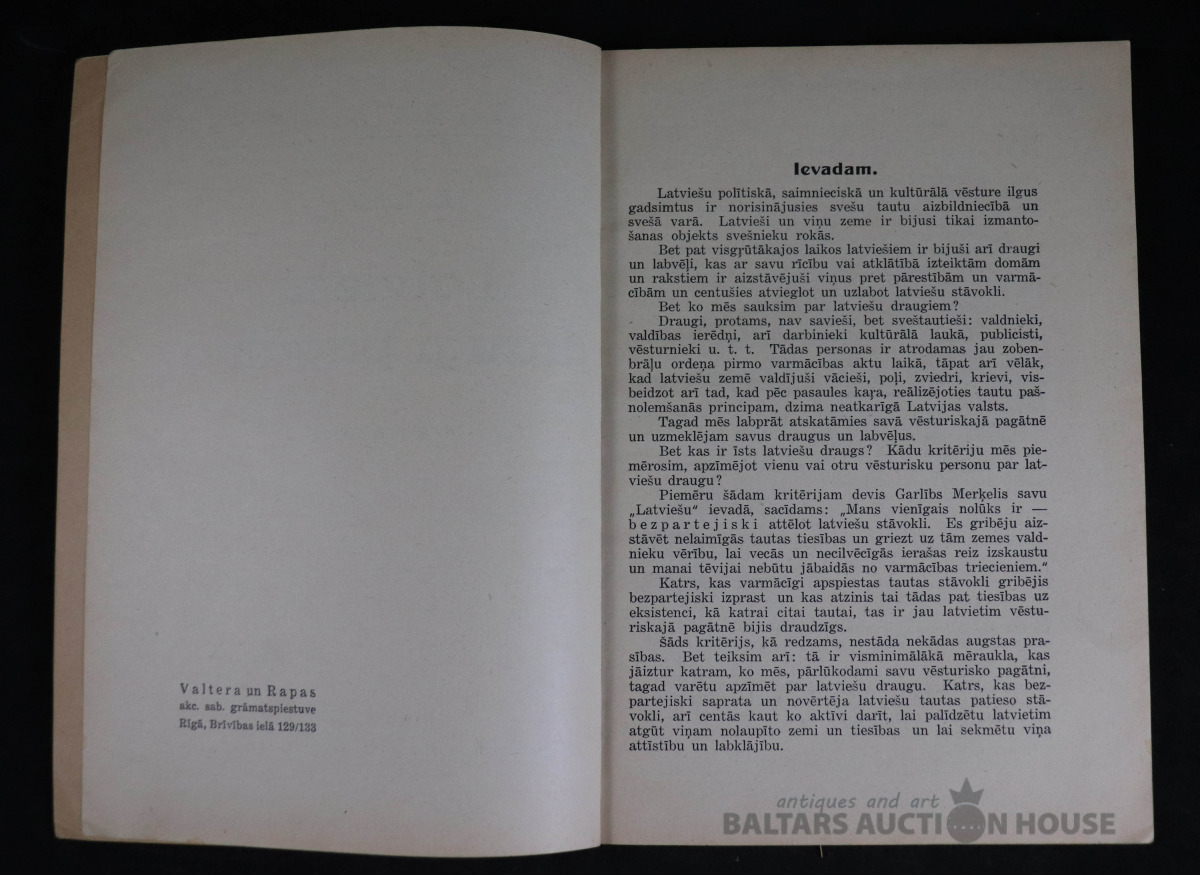 Valtera un Rapas
akc. sab. grāmatspiestuve
Rīgā, Brīvības ielā 129/133
Ievadam.
Latviešu polītiskā, saimnieciskā un kultūrālā vēsture ilgus
gadsimtus ir norisinājusies svešu tautu aizbildniecībā un
svešā varā. Latvieši un viņu zeme ir bijusi tikai izmanto-
šanas objekts svešnieku rokās.
Bet pat visgŗūtākajos laikos latviešiem ir bijuši arī draugi
un labvēļi, kas ar savu rīcību vai atklātībā izteiktām domām
un rakstiem ir aizstāvējuši viņus pret pārestībām un varmā-
cībām un centušies atvieglot un uzlabot latviešu stāvokli.
Bet ko mēs sauksim par latviešu draugiem?
Draugi, protams, nav savieši, bet sveštautieši: valdnieki,
valdības ierēdņi, arī darbinieki kultūrālā laukā, publicisti,
vēsturnieki u. t. t. Tādas personas ir atrodamas jau zoben-
brāļu ordeņa pirmo varmācības aktu laikā, tāpat arī vēlāk,
kad latviešu zemē valdījuši vācieši, poļi, zviedri, krievi, vis-
beidzot arī tad, kad pēc pasaules kaŗa, reālizējoties tautu paš-
nolemšanās principam, dzima neatkarīgā Latvijas valsts.
Tagad mēs labprāt atskatāmies savā vēsturiskajā pagātnē
un uzmeklējam savus draugus un labvēļus.
Bet kas ir īsts latviešu draugs? Kādu kritēriju mēs pie-
mērosim, apzīmējot vienu vai otru vēsturisku personu par lat-
viešu draugu?
Piemēru šādam kritērijam devis Garlībs Merķelis savu
„Latviešu“ ievadā, sacīdams: „Mans vienīgais nolūks ir —
bezpartejiski attēlot latviešu stāvokli. Es gribēju aiz-
stāvēt nelaimīgās tautas tiesības un griezt uz tām zemes vald-
nieku vērību, lai vecās un necilvēcīgās ierašas reiz izskaustu
un manai tēvijai nebūtu jābaidās no varmācības triecieniem.“
Katrs, kas varmācīgi apspiestas tautas stāvokli gribējis
bezpartejiski izprast un kas atzinis tai tādas pat tiesības uz
eksistenci, kā katrai citai tautai, tas ir jau latvietim vēstu-
riskajā pagātnē bijis draudzīgs.
Šāds kritērijs, kā redzams, nestāda nekādas augstas pra-
sības. Bet teiksim arī: tā ir visminimālākā mēraukla, kas
jāiztur katram, ko mēs, pārlūkodami savu vēsturisko pagātni,
tagad varētu apzīmēt par latviešu draugu. Katrs, kas bez-
partejiski saprata un novērtēja latviešu tautas patieso stā-
vokli, arī centās kaut ko aktīvi darīt, lai palīdzētu latvietim
atgūt viņam nolaupīto zemi un tiesības un lai sekmētu viņa
attīstību un labklājību.
antiques and art
BALTARS AUCTION HOUSE